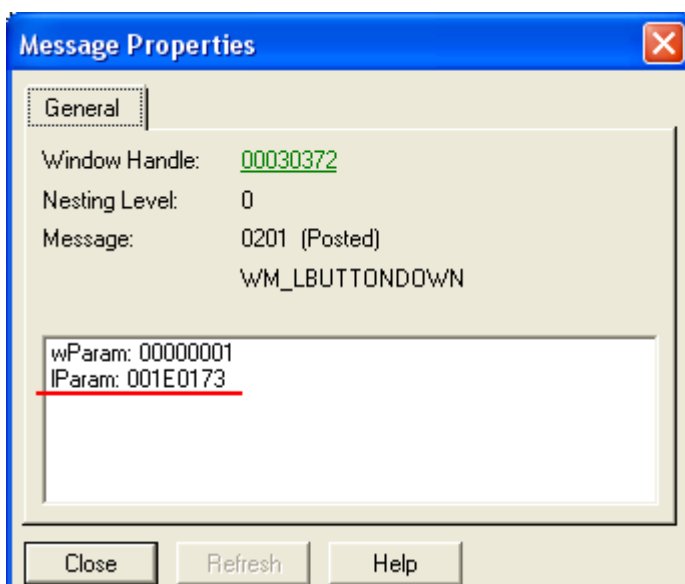 Message Properties
General
Window Handle: 00030372
Nesting Level: 0
Message: 0201 (Posted)
WM_LBUTTONDOWN
wParam: 00000001
lParam: 001E0173
Close Refresh Help